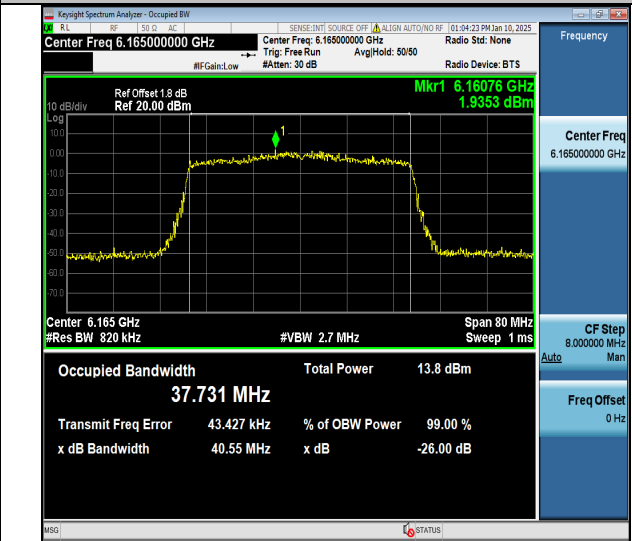 Keysight Spectrum Analyzer - Occupied BW
LXI RL RF 50 Ω AC SENSE:INT SOURCE OFF ALIGN AUTO/NO RF 01:04:23 PM Jan 10, 2025
Center Freq 6.165000000 GHz
Center Freq: 6.165000000 GHz Radio Std: None
Trig: Free Run Avg|Hold: 50/50
#IFGain:Low #Atten: 30 dB Radio Device: BTS
Frequency
Ref Offset 1.8 dB
10 dB/div Ref 20.00 dBm
Mkr1 6.16076 GHz
1.9353 dBm
Log
10.0
0.00
-10.0
-20.0
-30.0
-40.0
-50.0
-60.0
-70.0
1
Center 6.165 GHz Span 80 MHz
#Res BW 820 kHz #VBW 2.7 MHz Sweep 1 ms
Center Freq
6.165000000 GHz
CF Step
8.000000 MHz
Auto Man
Freq Offset
0 Hz
Occupied Bandwidth Total Power 13.8 dBm
37.731 MHz
Transmit Freq Error 43.427 kHz % of OBW Power 99.00 %
x dB Bandwidth 40.55 MHz x dB -26.00 dB
MSG STATUS